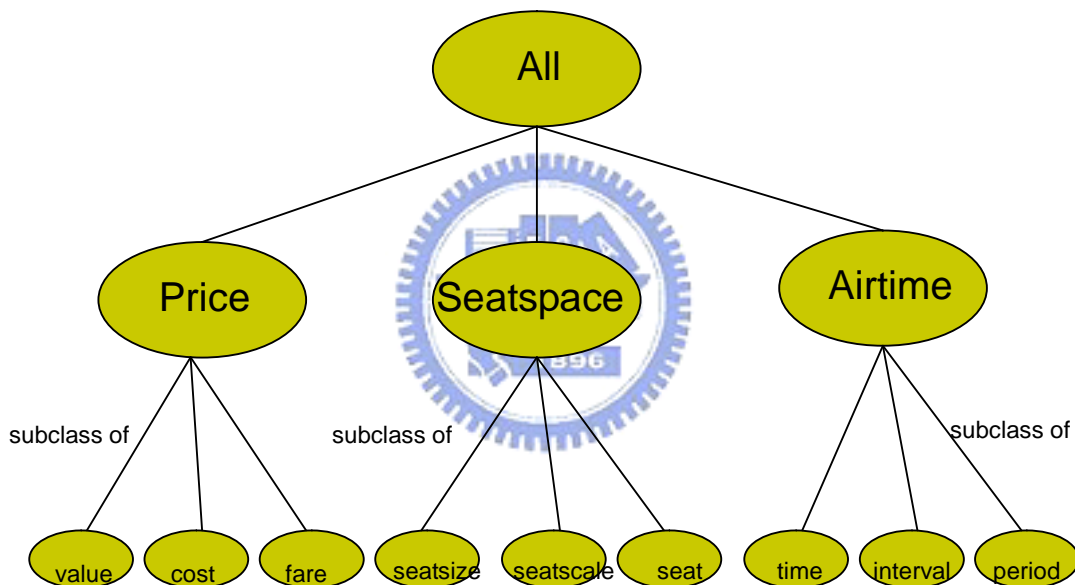 All
Price
Seatspace
Airtime
subclass of
subclass of
subclass of
value
cost
fare
seatsize
seatscale
seat
time
interval
period
896